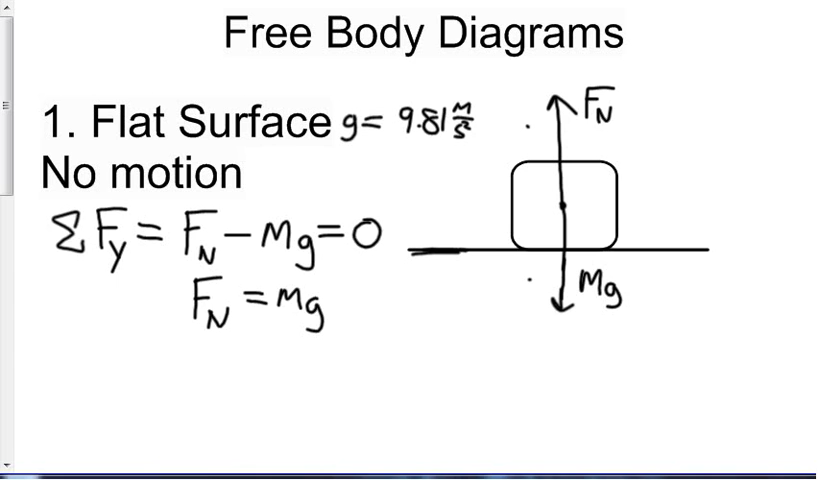 Free Body Diagrams
1. Flat Surface g = 9.81 m/s²
No motion
ΣFy = FN - Mg = 0
FN = Mg
FN
Mg